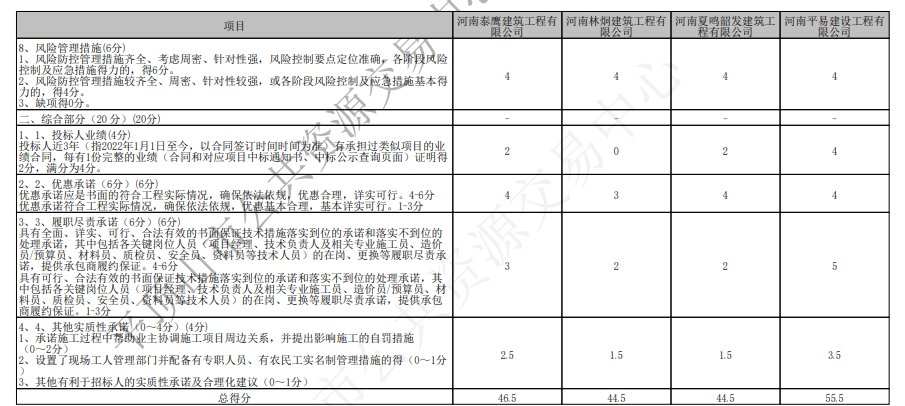 项目
河南泰鹰建筑工程有
限公司
河南林炯建筑工程有
限公司
河南夏鸣韶发建筑工
程有限公司
河南平易建设工程有
限公司
8、风险管理措施(6分)
1、风险防控管理措施齐全、考虑周密、针对性强，风险控制要点定位准确，各阶段风险
控制及应急措施得力的，得6分。
2、风险防控管理措施较齐全、周密、针对性较强，或各阶段风险控制及应急措施基本得
力的，得4分。
3、缺项得0分。
4
4
4
4
二、综合部分（20 分）(20分)
-
-
-
-
1、1、投标人业绩(4分)
投标人近3年（指2022年1月1日至今，以合同签订时间时间为准）有承担过类似项目的业
绩合同，每有1份完整的业绩（合同和对应项目中标通知书、中标公示查询页面）证明得
2分，满分为4分。
2
0
2
4
2、2、优惠承诺（6分）(6分)
优惠承诺应是书面的符合工程实际情况，确保依法依规，优惠合理，详实可行。4-6分
优惠承诺符合工程实际情况，确保依法依规，优惠基本合理，基本详实可行。1-3分
4
3
4
4
3、3、履职尽责承诺（6分）(6分)
具有全面、详实、可行、合法有效的书面保证技术措施落实到位的承诺和落实不到位的
处理承诺，其中包括各关键岗位人员（项目经理、技术负责人及相关专业施工员、造价
员/预算员、材料员、质检员、安全员、资料员等技术人员）的在岗、更换等履职尽责承
诺，提供承包商履约保证。4-6分
具有可行、合法有效的书面保证技术措施落实到位的承诺和落实不到位的处理承诺，其
中包括各关键岗位人员（项目经理、技术负责人及相关专业施工员、造价员/预算员、材
料员、质检员、安全员、资料员等技术人员）的在岗、更换等履职尽责承诺，提供承包
商履约保证。1-3分
3
2
2
5
4、4、其他实质性承诺（0～4分）(4分)
1、承诺施工过程中帮助业主协调施工项目周边关系，并提出影响施工的自罚措施
（0～2分）
2、设置了现场工人管理部门并配备有专职人员、有农民工实名制管理措施的得（0～1分
）
3、其他有利于招标人的实质性承诺及合理化建议（0～1分）
2.5
1.5
1.5
3.5
总得分
46.5
44.5
44.5
55.5
平顶山市公共资源交易中心
市公共资源交易中心